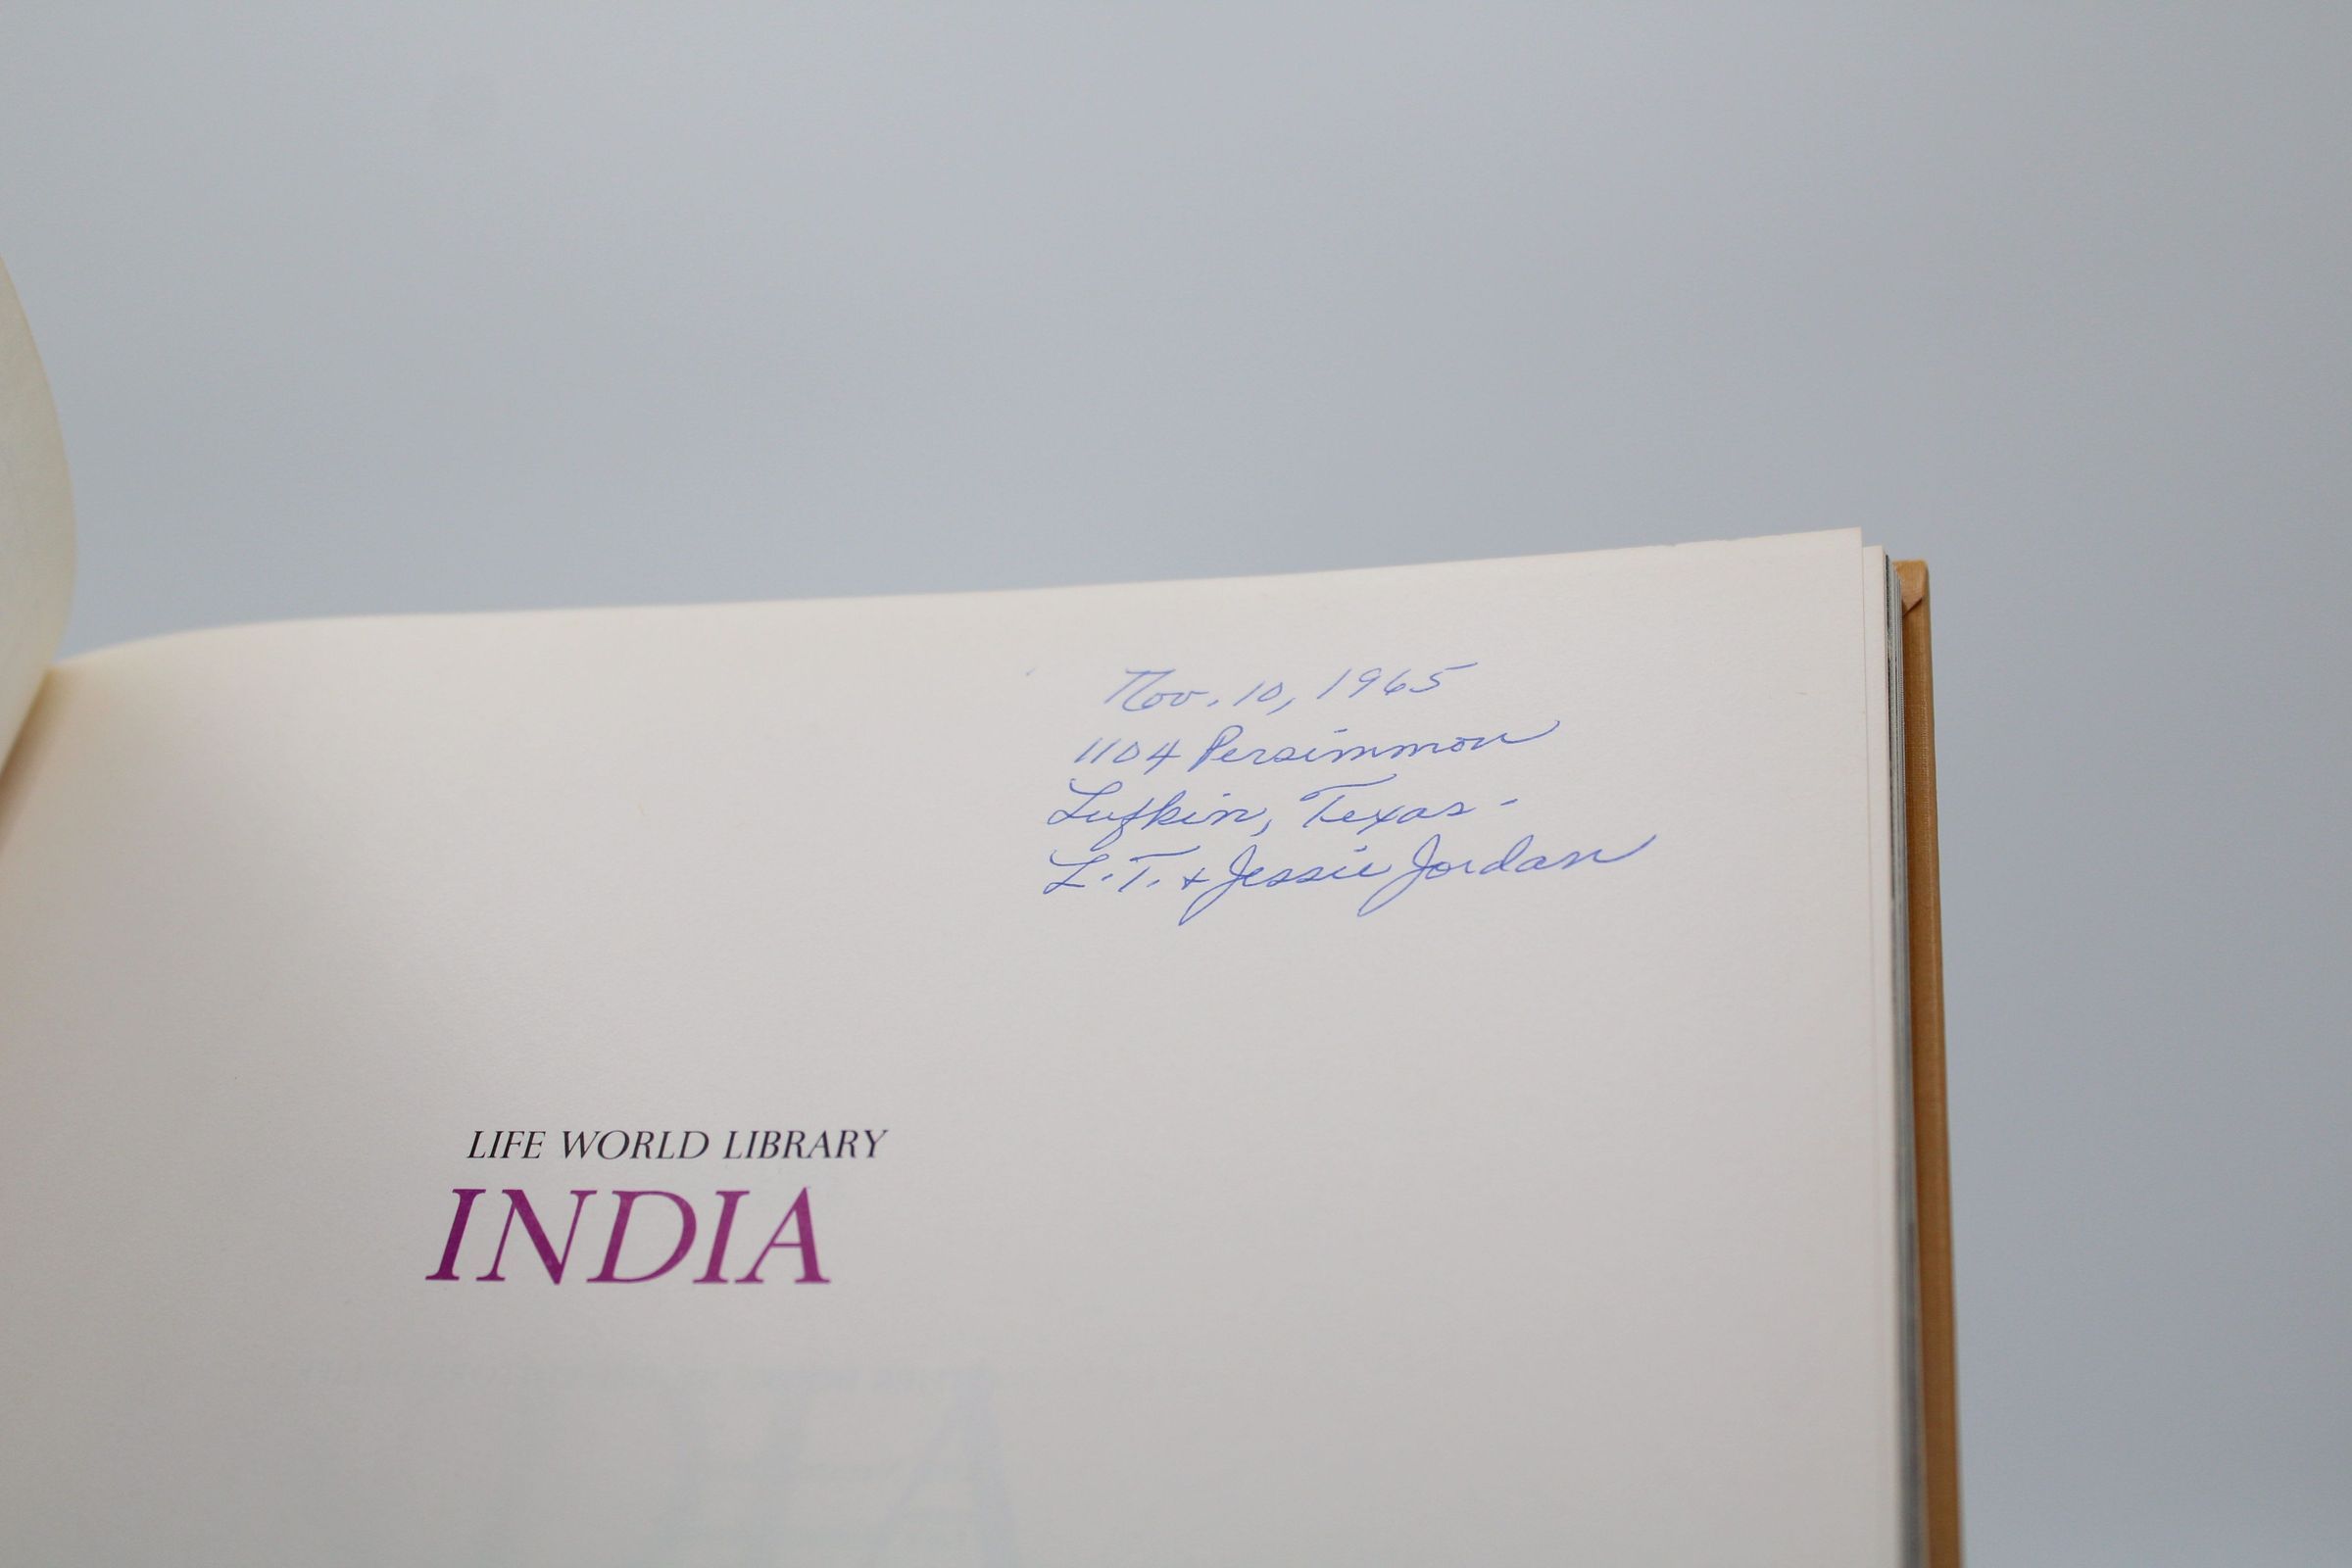 Nov. 10, 1965
1104 Persimmon
Lufkin, Texas -
L. T. + Jessie Jordan
LIFE WORLD LIBRARY
INDIA